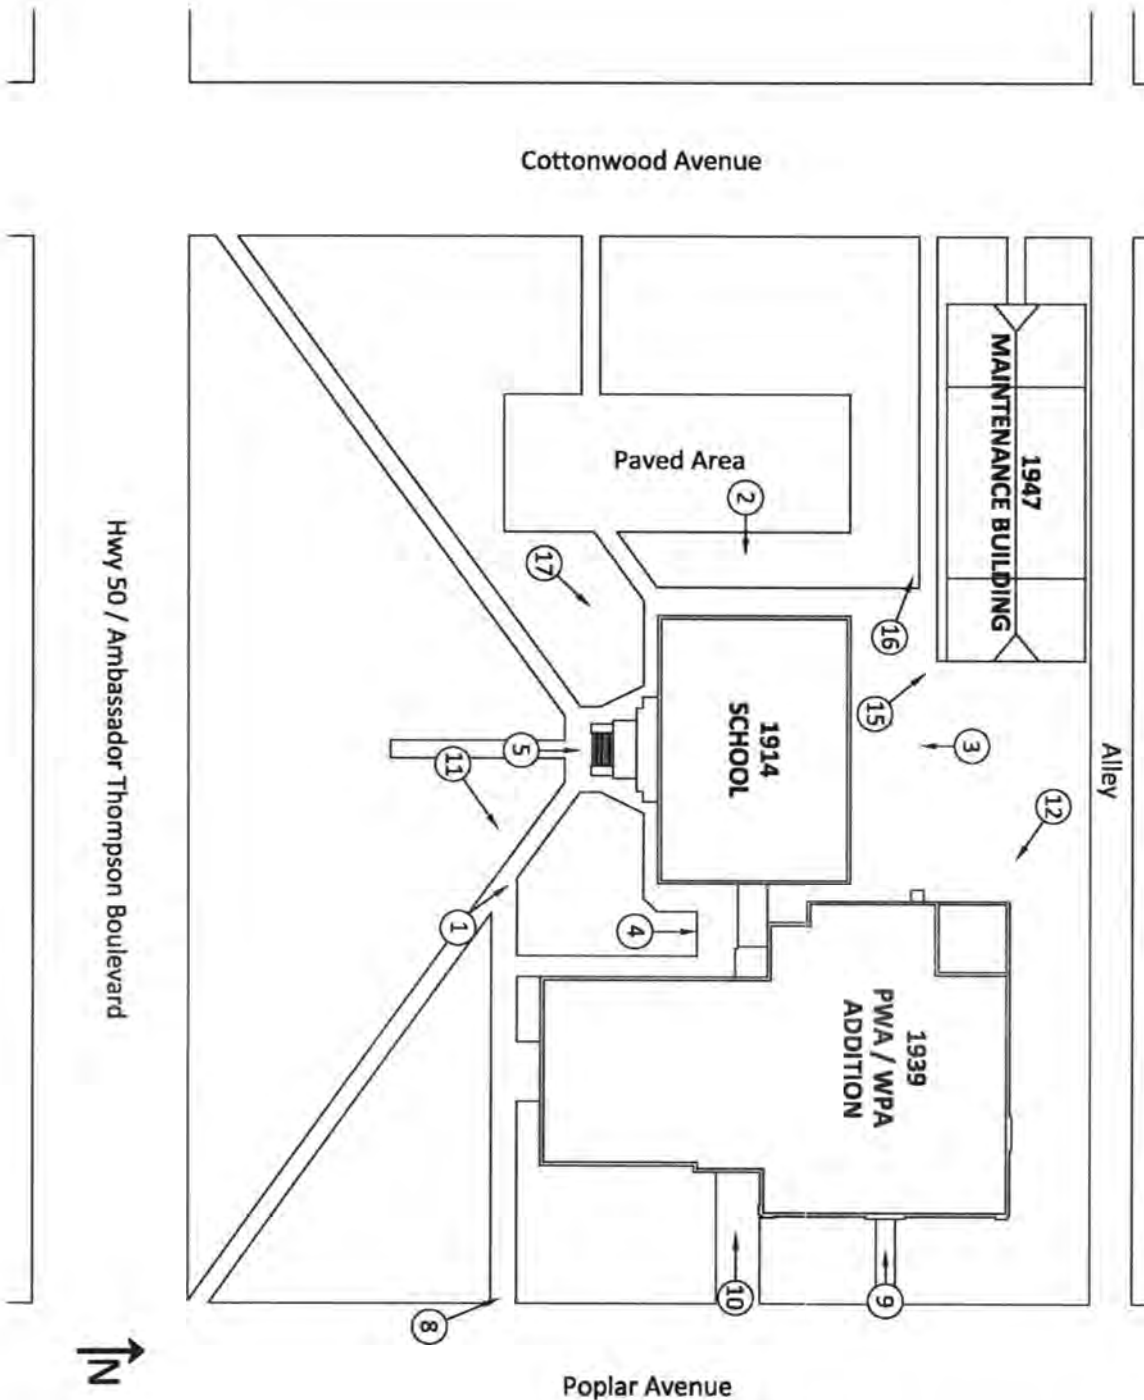 Cottonwood Avenue
1947
MAINTENANCE BUILDING
Paved Area
2
17
16
15
3
Alley
12
1914
SCHOOL
5
11
1
4
Hwy 50 / Ambassador Thompson Boulevard
1939
PWA / WPA
ADDITION
8
10
9
N
Poplar Avenue